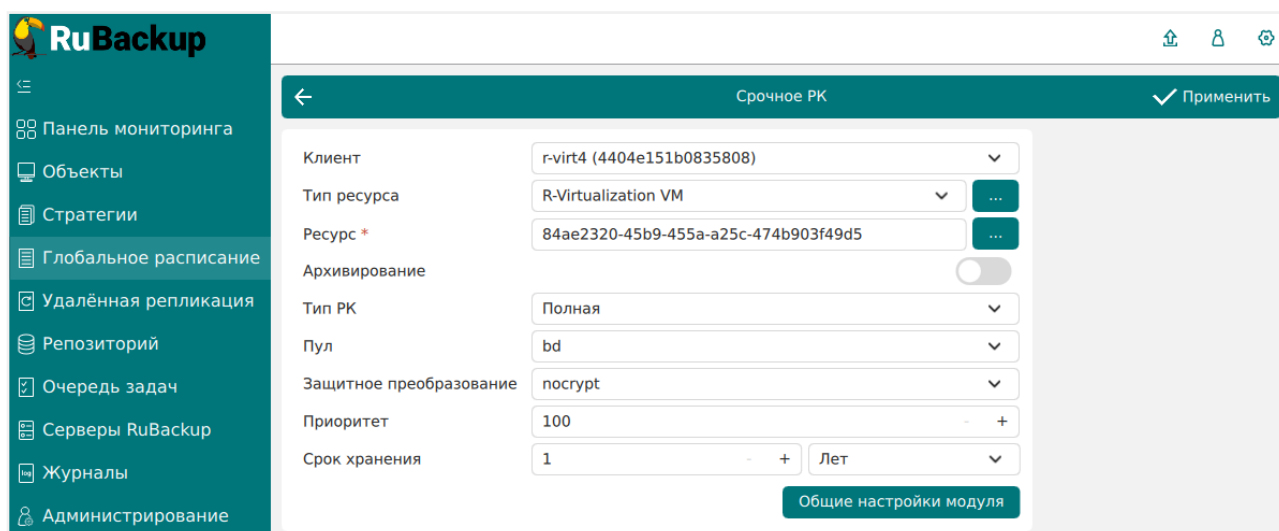 RuBackup
Срочное РК
Применить
Панель мониторинга
Объекты
Стратегии
Глобальное расписание
Удалённая репликация
Репозиторий
Очередь задач
Серверы RuBackup
Журналы
Администрирование
Клиент r-virt4 (4404e151b0835808)
Тип ресурса R-Virtualization VM ...
Ресурс * 84ae2320-45b9-455a-a25c-474b903f49d5 ...
Архивирование
Тип РК Полная
Пул bd
Защитное преобразование nocrypt
Приоритет 100 - +
Срок хранения 1 - + Лет
Общие настройки модуля